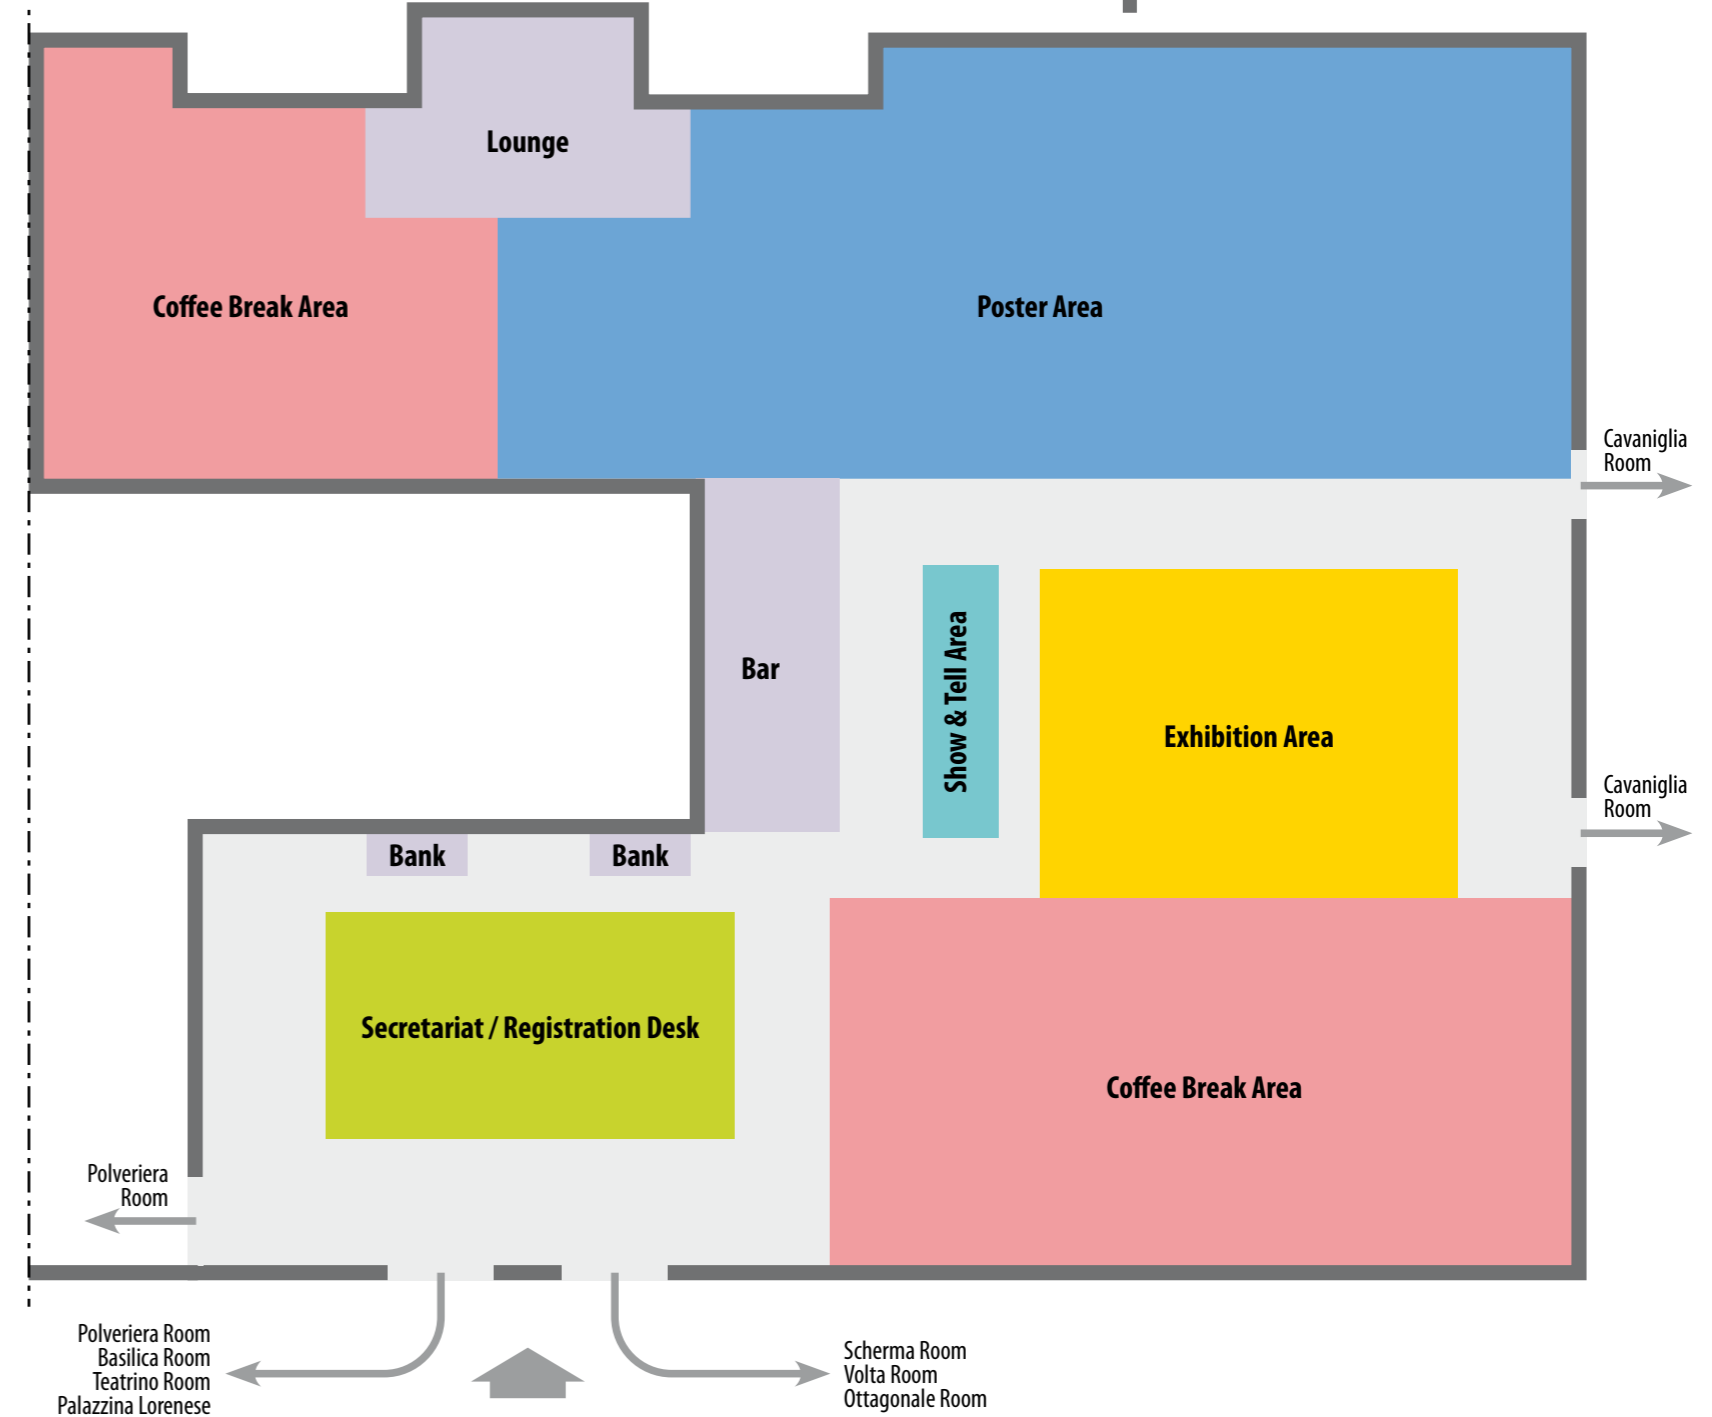 Lounge
Coffee Break Area
Poster Area
Cavaniglia
Room
Bar
Show & Tell Area
Exhibition Area
Cavaniglia
Room
Bank
Bank
Secretariat / Registration Desk
Coffee Break Area
Polveriera
Room
Polveriera Room
Basilica Room
Teatrino Room
Palazzina Lorenese
Scherma Room
Volta Room
Ottagonale Room